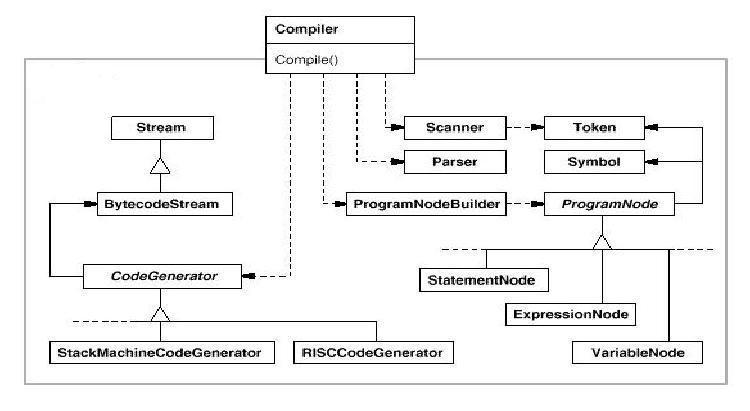 Compiler
Compile()
Stream
Scanner
Token
Parser
Symbol
BytecodeStream
ProgramNodeBuilder
ProgramNode
CodeGenerator
StatementNode
ExpressionNode
StackMachineCodeGenerator
RISCCodeGenerator
VariableNode